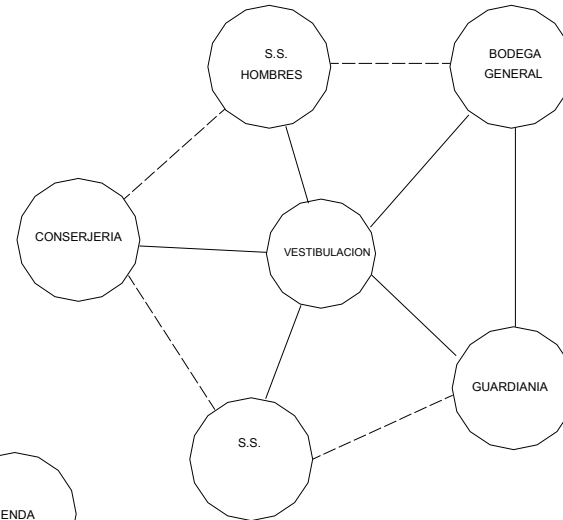 S.S.
HOMBRES
BODEGA
GENERAL
CONSERJERIA
VESTIBULACION
GUARDIANIA
S.S.
ENDA